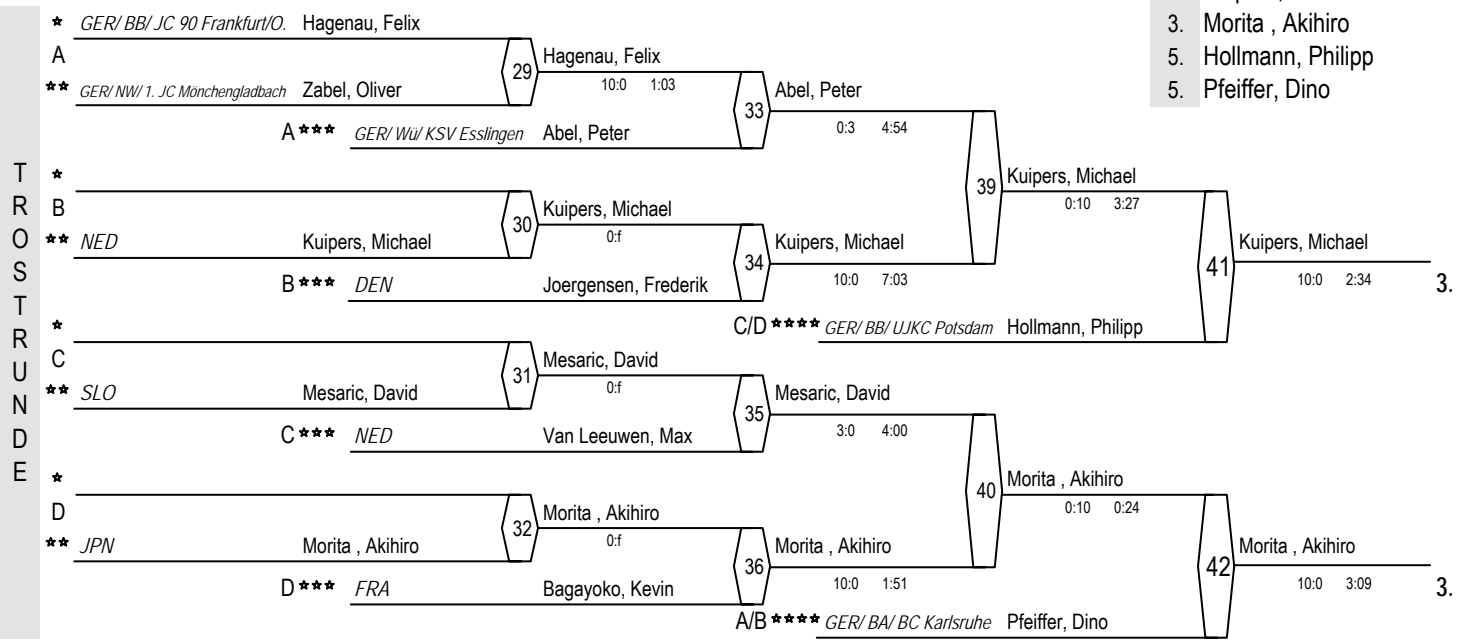 3. Morita , Akihiro
5. Hollmann, Philipp
5. Pfeiffer, Dino
TROSTRUNDE
* GER/ BB/ JC 90 Frankfurt/O. Hagenau, Felix
A
** GER/ NW/ 1. JC Mönchengladbach Zabel, Oliver
29
Hagenau, Felix
10:0 1:03
A *** GER/ Wü/ KSV Esslingen Abel, Peter
33
Abel, Peter
0:3 4:54
*
B
** NED Kuipers, Michael
30
Kuipers, Michael
0:f
B *** DEN Joergensen, Frederik
34
Kuipers, Michael
10:0 7:03
39
Kuipers, Michael
0:10 3:27
C/D **** GER/ BB/ UJKC Potsdam Hollmann, Philipp
41
Kuipers, Michael
10:0 2:34
3.
*
C
** SLO Mesaric, David
31
Mesaric, David
0:f
C *** NED Van Leeuwen, Max
35
Mesaric, David
3:0 4:00
*
D
** JPN Morita , Akihiro
32
Morita , Akihiro
0:f
D *** FRA Bagayoko, Kevin
36
Morita , Akihiro
10:0 1:51
40
Morita , Akihiro
0:10 0:24
A/B **** GER/ BA/ BC Karlsruhe Pfeiffer, Dino
42
Morita , Akihiro
10:0 3:09
3.